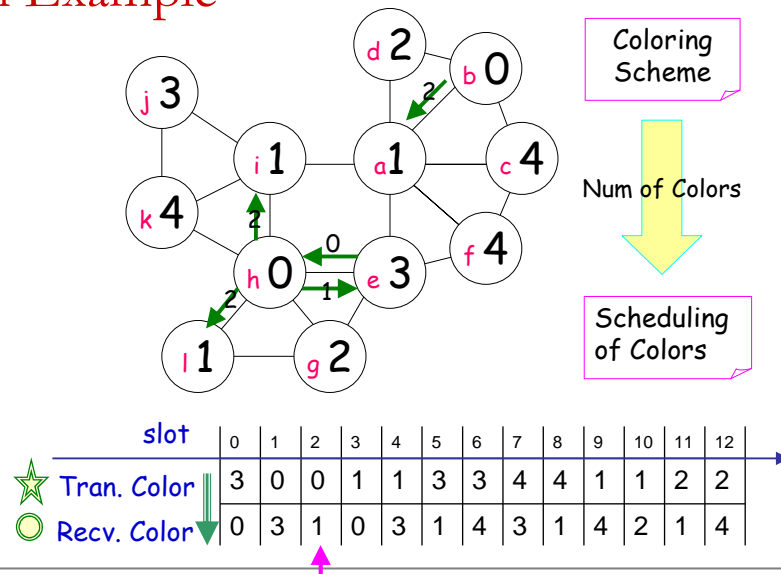 Example
d 2
b 0
2
j 3
i 1
a 1
c 4
k 4
2
0
f 4
h 0
e 3
1
2
l 1
g 2
Coloring
Scheme
Num of Colors
Scheduling
of Colors
slot 0 1 2 3 4 5 6 7 8 9 10 11 12
Tran. Color 3 0 0 1 1 3 3 4 4 1 1 2 2
Recv. Color 0 3 1 0 3 1 4 3 1 4 2 1 4